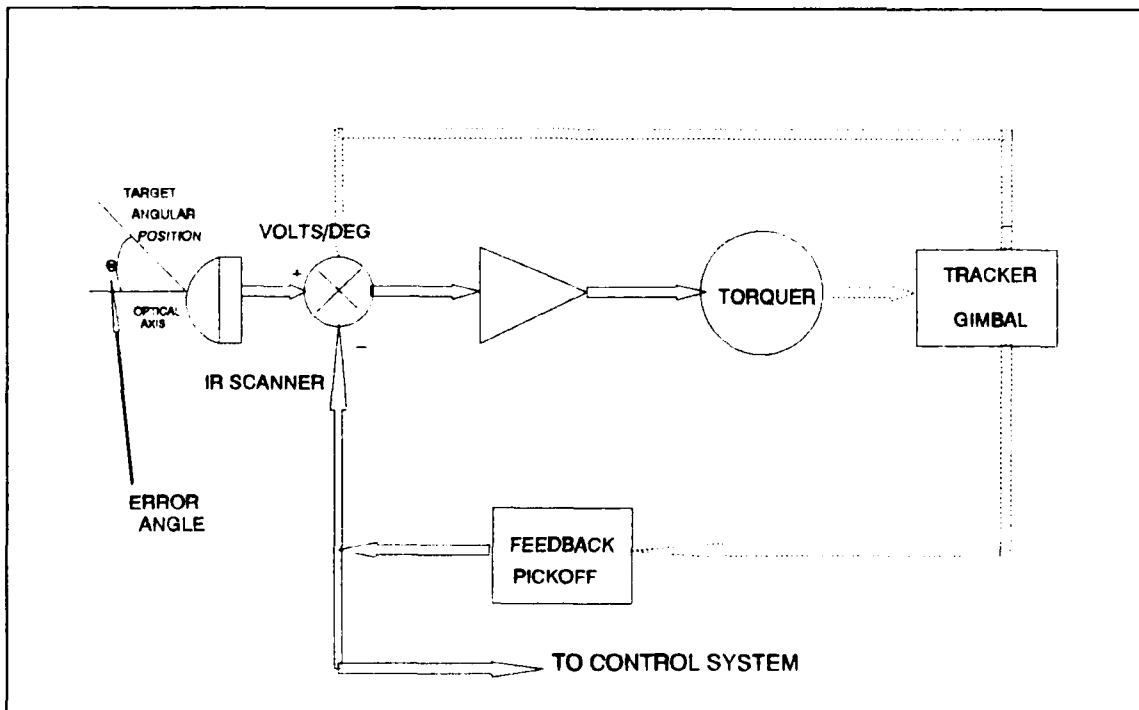 TARGET
ANGULAR
POSITION
Θ
OPTICAL
AXIS
ERROR
ANGLE
VOLTS/DEG
+
−
IR SCANNER
TORQUER
TRACKER
GIMBAL
FEEDBACK
PICKOFF
TO CONTROL SYSTEM